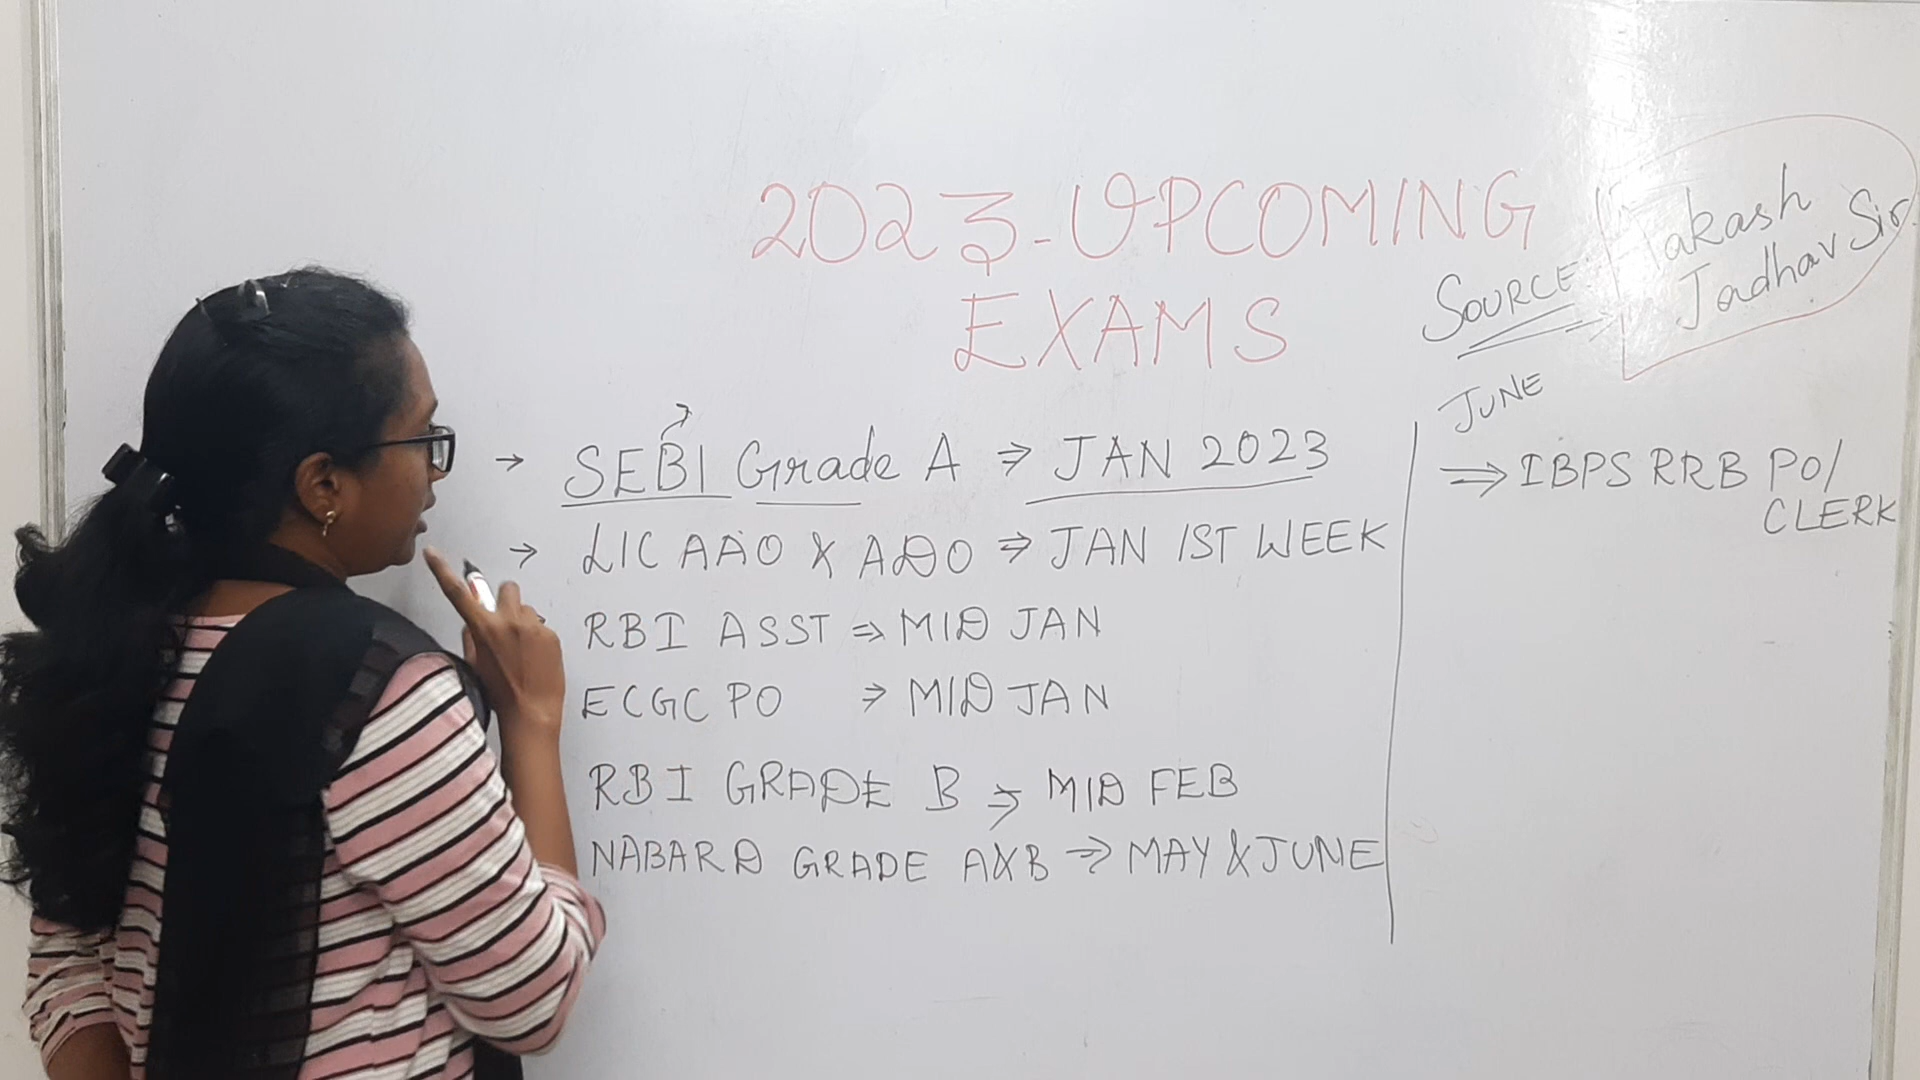 2023-UPCOMING
EXAMS
SOURCE:
Aakash
Jadhav Sir
→ SEBI Grade A ⇒ JAN 2023
→ LIC AAO & ADO ⇒ JAN 1ST WEEK
RBI ASST ⇒ MID JAN
ECGC PO ⇒ MID JAN
RBI GRADE B ⇒ MID FEB
NABARD GRADE A&B ⇒ MAY & JUNE
JUNE
⇒ IBPS RRB PO/
CLERK